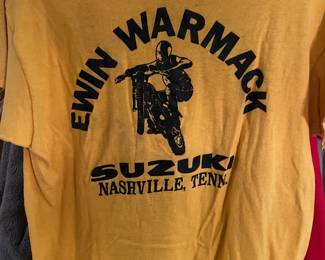 EWIN WARMACK
SUZUKI
NASHVILLE, TENN.